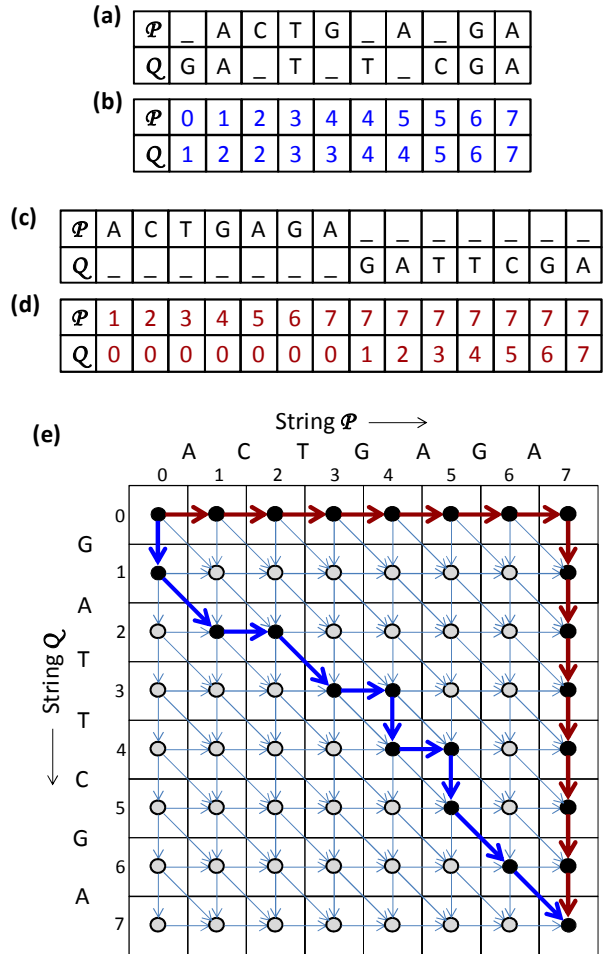 (a)
𝒫 _ A C T G _ A _ G A
𝒬 G A _ T _ T _ C G A
(b)
𝒫 0 1 2 3 4 4 5 5 6 7
𝒬 1 2 2 3 3 4 4 5 6 7
(c)
𝒫 A C T G A G A _ _ _ _ _ _ _
𝒬 _ _ _ _ _ _ _ G A T T C G A
(d)
𝒫 1 2 3 4 5 6 7 7 7 7 7 7 7 7
𝒬 0 0 0 0 0 0 0 1 2 3 4 5 6 7
(e)
String 𝒫
A C T G A G A
0 1 2 3 4 5 6 7
String 𝒬
0
G
1
A
2
T
3
T
4
C
5
G
6
A
7